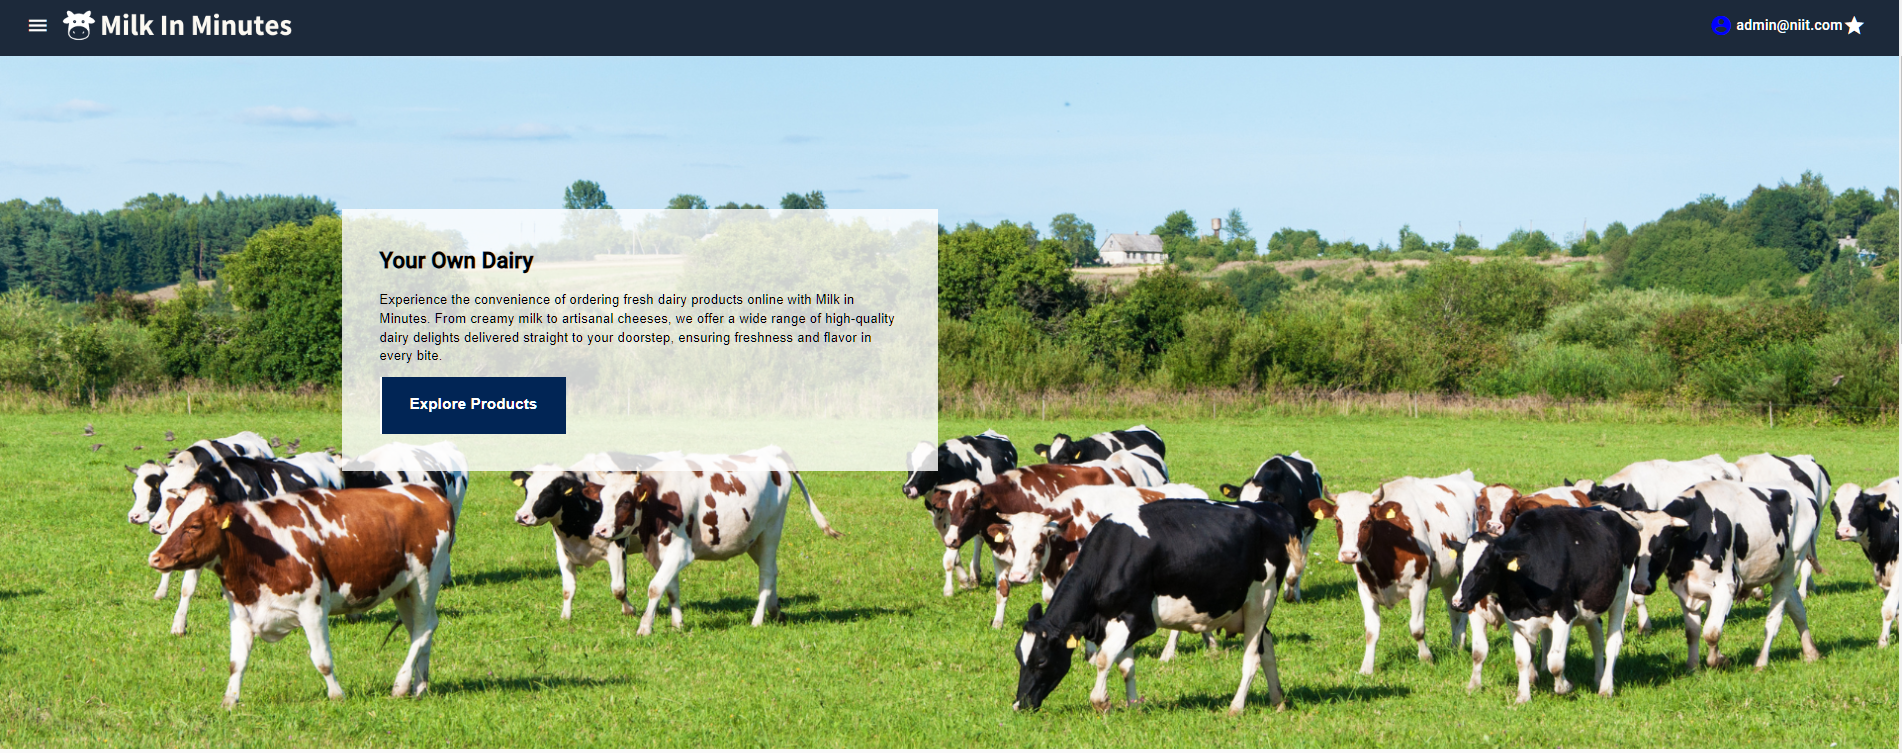 Milk In Minutes
admin@niit.com
Your Own Dairy
Experience the convenience of ordering fresh dairy products online with Milk in
Minutes. From creamy milk to artisanal cheeses, we offer a wide range of high-quality
dairy delights delivered straight to your doorstep, ensuring freshness and flavor in
every bite.
Explore Products